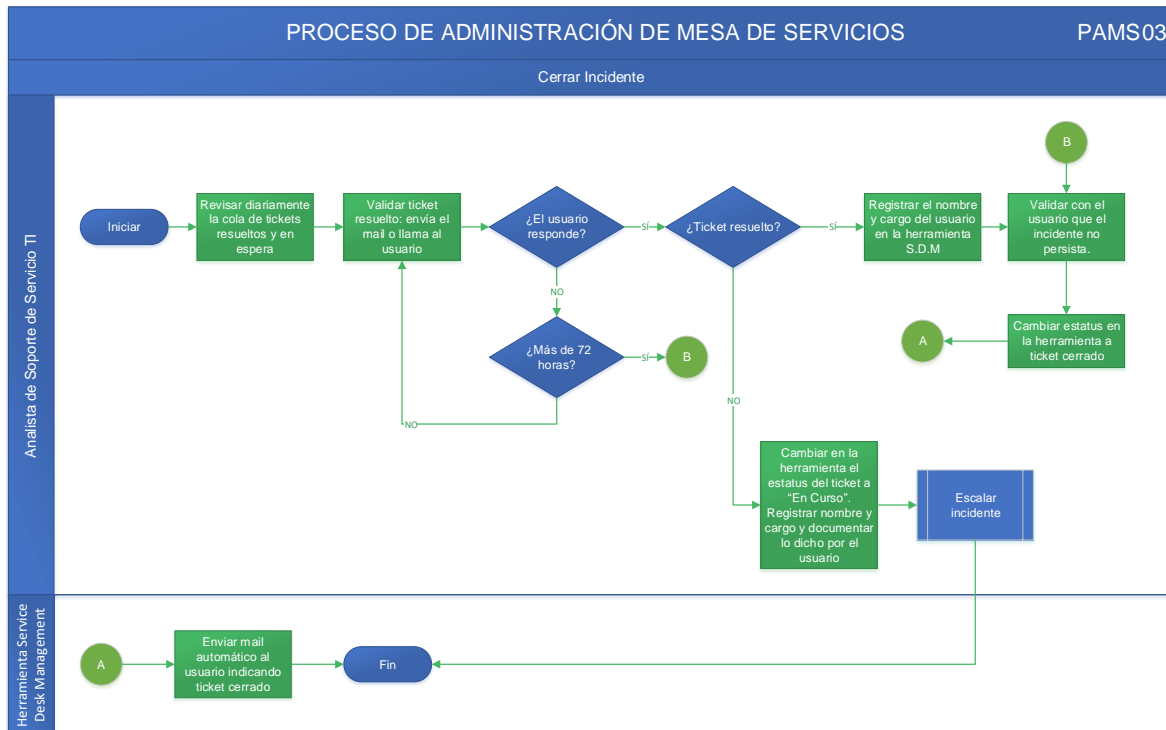 PROCESO DE ADMINISTRACIÓN DE MESA DE SERVICIOS
PAMS03
Cerrar Incidente
Analista de Soporte de Servicio TI
Iniciar
Revisar diariamente
la cola de tickets
resueltos y en
espera
Validar ticket
resuelto: envía el
mail o llama al
usuario
¿El usuario
responde?
SÍ
¿Ticket resuelto?
SÍ
Registrar el nombre
y cargo del usuario
en la herramienta
S.D.M
B
Validar con el
usuario que el
incidente no
persista.
NO
¿Más de 72
horas?
SÍ
B
NO
A
Cambiar estatus en
la herramienta a
ticket cerrado
NO
Cambiar en la
herramienta el
estatus del ticket a
“En Curso”.
Registrar nombre y
cargo y documentar
lo dicho por el
usuario
Escalar
incidente
Herramienta Service
Desk Management
A
Enviar mail
automático al
usuario indicando
ticket cerrado
Fin